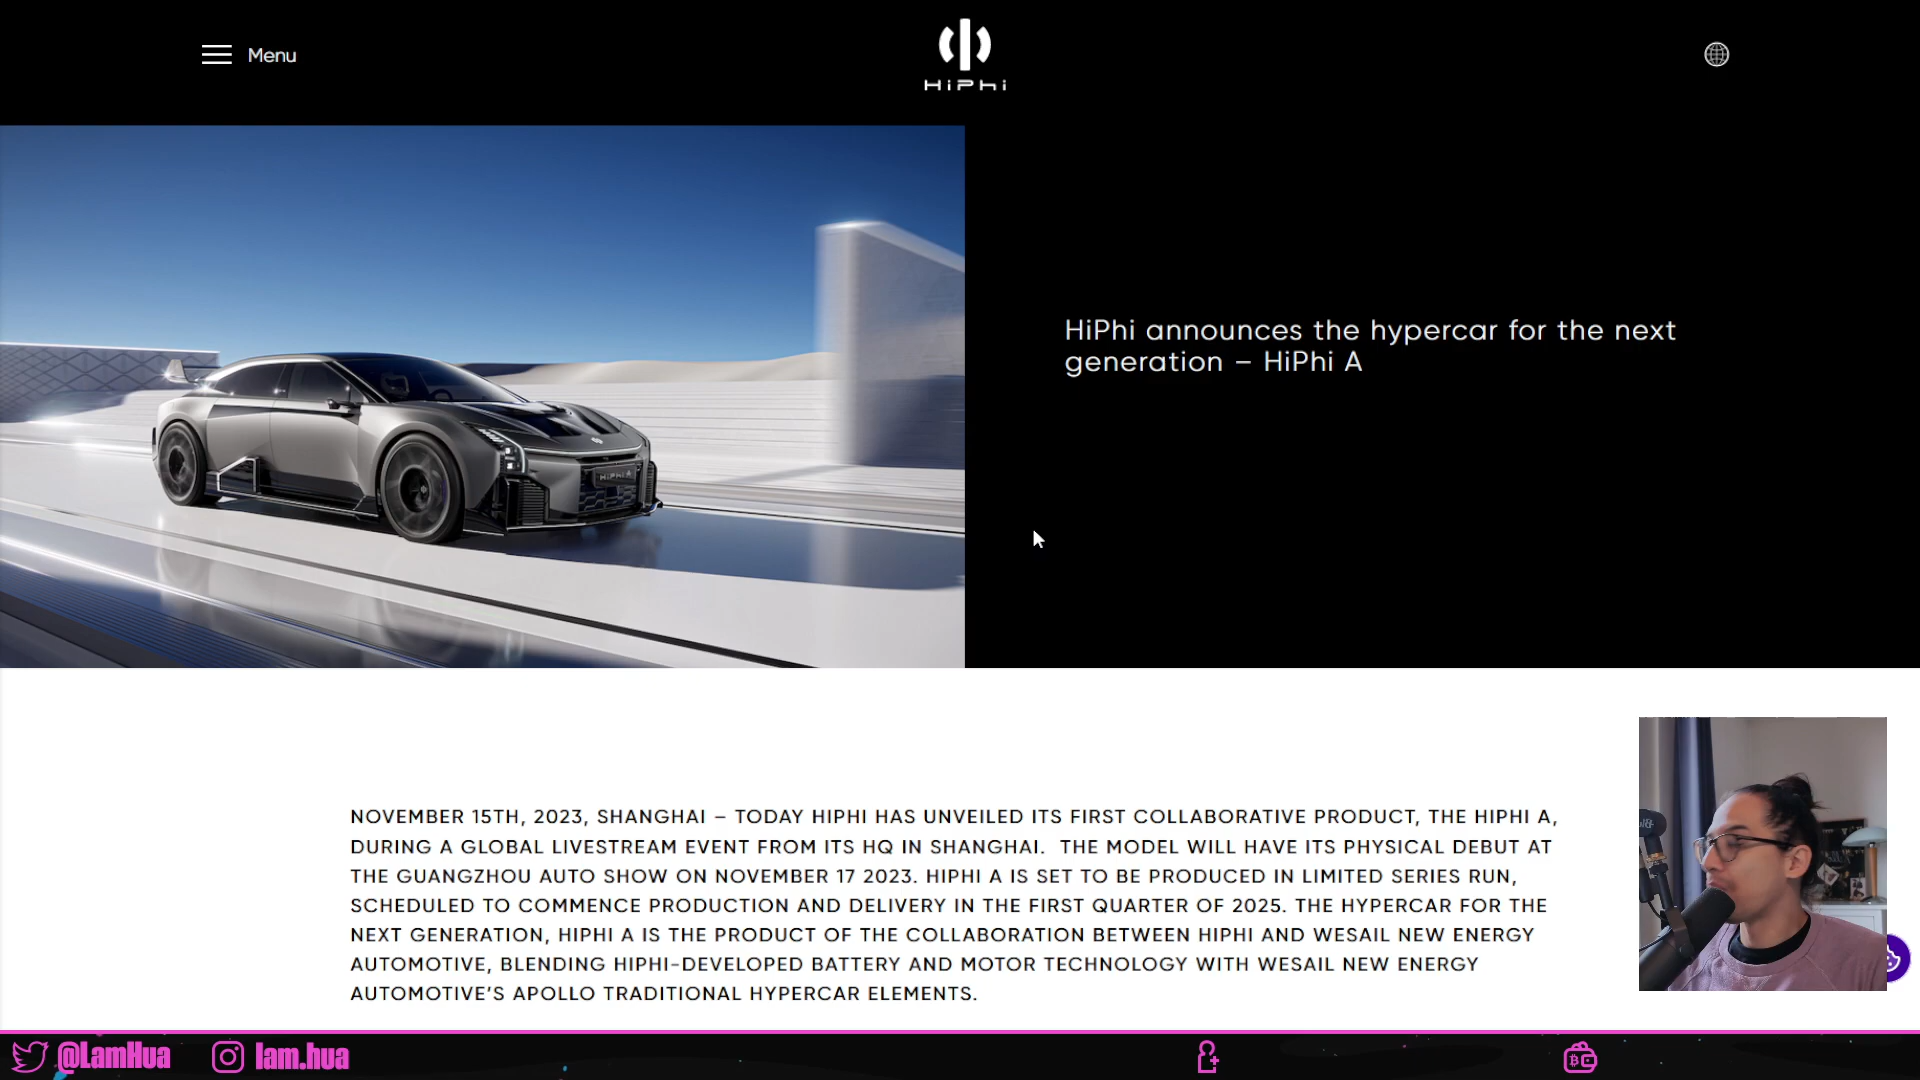 Menu
HiPhi
HiPhi announces the hypercar for the next
generation – HiPhi A
HiPhi A
NOVEMBER 15TH, 2023, SHANGHAI – TODAY HIPHI HAS UNVEILED ITS FIRST COLLABORATIVE PRODUCT, THE HIPHI A,
DURING A GLOBAL LIVESTREAM EVENT FROM ITS HQ IN SHANGHAI.  THE MODEL WILL HAVE ITS PHYSICAL DEBUT AT
THE GUANGZHOU AUTO SHOW ON NOVEMBER 17 2023. HIPHI A IS SET TO BE PRODUCED IN LIMITED SERIES RUN,
SCHEDULED TO COMMENCE PRODUCTION AND DELIVERY IN THE FIRST QUARTER OF 2025. THE HYPERCAR FOR THE
NEXT GENERATION, HIPHI A IS THE PRODUCT OF THE COLLABORATION BETWEEN HIPHI AND WESAIL NEW ENERGY
AUTOMOTIVE, BLENDING HIPHI-DEVELOPED BATTERY AND MOTOR TECHNOLOGY WITH WESAIL NEW ENERGY
AUTOMOTIVE'S APOLLO TRADITIONAL HYPERCAR ELEMENTS.
@LamHua
lam.hua